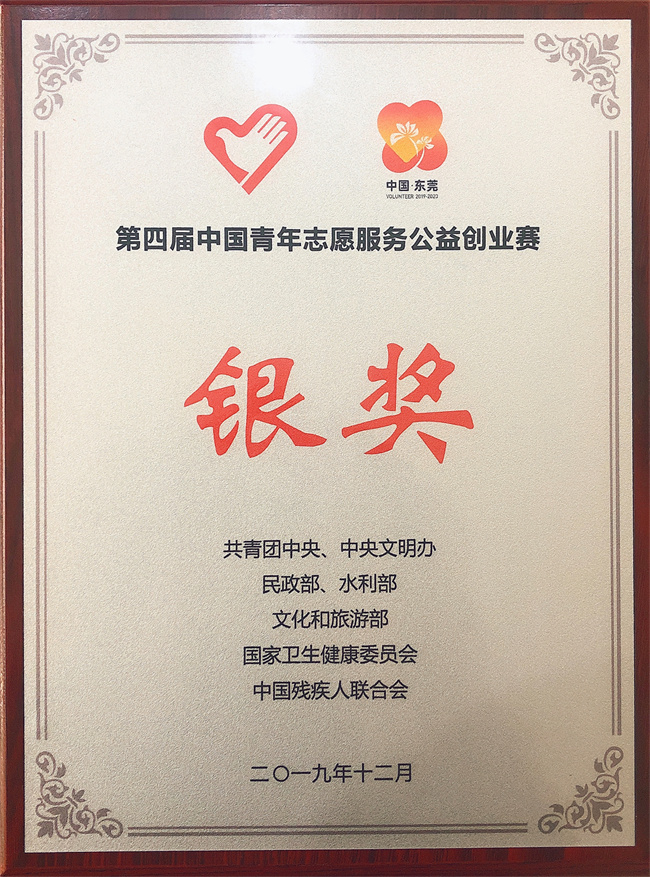 中国·东莞
VOLUNTEER 2019-2020
第四届中国青年志愿服务公益创业赛
银奖
共青团中央、中央文明办
民政部、水利部
文化和旅游部
国家卫生健康委员会
中国残疾人联合会
二〇一九年十二月